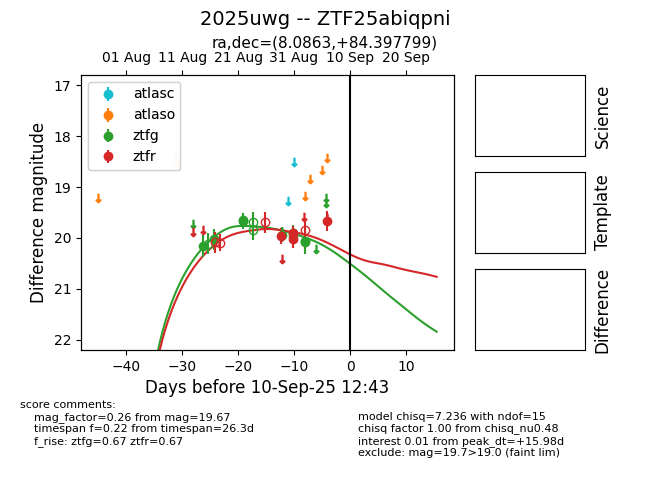 2025uwg -- ZTF25abiqpni
ra,dec=(8.0863,+84.397799)
01 Aug 11 Aug 21 Aug 31 Aug 10 Sep 20 Sep
atlasc
atlaso
ztfg
ztfr
17
18
19
20
21
22
Difference magnitude
−40 −30 −20 −10 0 10
Days before 10-Sep-25 12:43
Science
Template
Difference
score comments:
mag_factor=0.26 from mag=19.67
timespan f=0.22 from timespan=26.3d
f_rise: ztfg=0.67 ztfr=0.67
model chisq=7.236 with ndof=15
chisq factor 1.00 from chisq_nu0.48
interest 0.01 from peak_dt=+15.98d
exclude: mag=19.7>19.0 (faint lim)